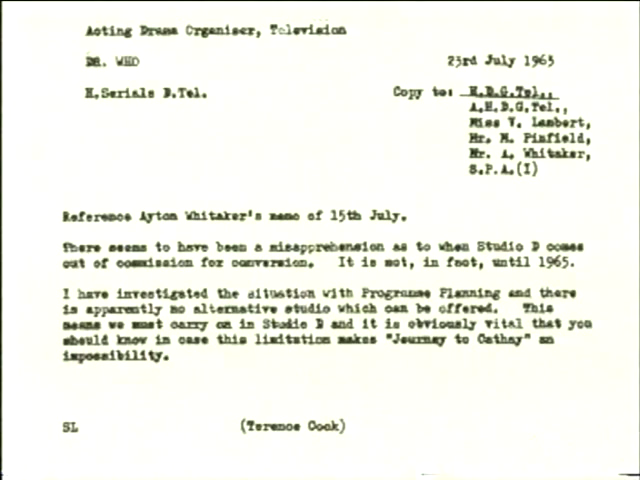 Acting Drama Organiser, Television
DR. WHO
23rd July 1963
H.Serials D.Tel.
Copy to: H.D.G.Tel.,
A.H.D.G.Tel.,
Miss V. Lambert,
Mr. M. Pinfield,
Mr. A. Whitaker,
S.P.A.(I)
Reference Ayton Whitaker's memo of 15th July.
There seems to have been a misapprehension as to when Studio D comes
out of commission for conversion. It is not, in fact, until 1965.
I have investigated the situation with Programme Planning and there
is apparently no alternative studio which can be offered. This
means we must carry on in Studio D and it is obviously vital that you
should know in case this limitation makes "Journey to Cathay" an
impossibility.
SL
(Terence Cook)